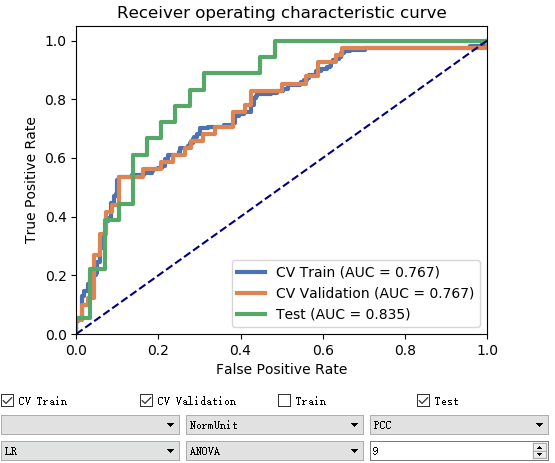 Receiver operating characteristic curve
1.0
0.8
0.6
0.4
0.2
0.0
True Positive Rate
CV Train (AUC = 0.767)
CV Validation (AUC = 0.767)
Test (AUC = 0.835)
0.0 0.2 0.4 0.6 0.8 1.0
False Positive Rate
CV Train CV Validation Train Test
NormUnit PCC
LR ANOVA 9